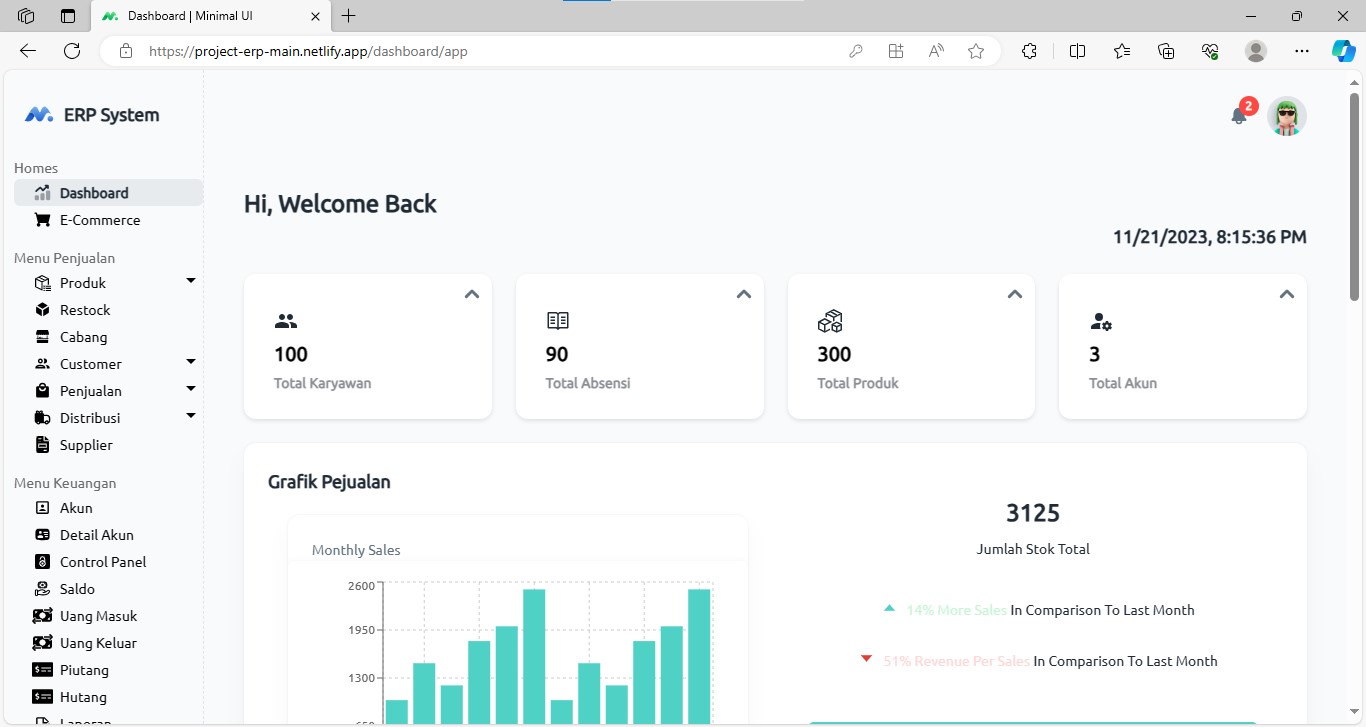 Dashboard | Minimal UI
https://project-erp-main.netlify.app/dashboard/app
ERP System
2
Homes
Dashboard
E-Commerce
Menu Penjualan
Produk
Restock
Cabang
Customer
Penjualan
Distribusi
Supplier
Menu Keuangan
Akun
Detail Akun
Control Panel
Saldo
Uang Masuk
Uang Keluar
Piutang
Hutang
Laporan
Hi, Welcome Back
11/21/2023, 8:15:36 PM
100
Total Karyawan
90
Total Absensi
300
Total Produk
3
Total Akun
Grafik Pejualan
Monthly Sales
2600
1950
1300
650
3125
Jumlah Stok Total
14% More Sales In Comparison To Last Month
51% Revenue Per Sales In Comparison To Last Month